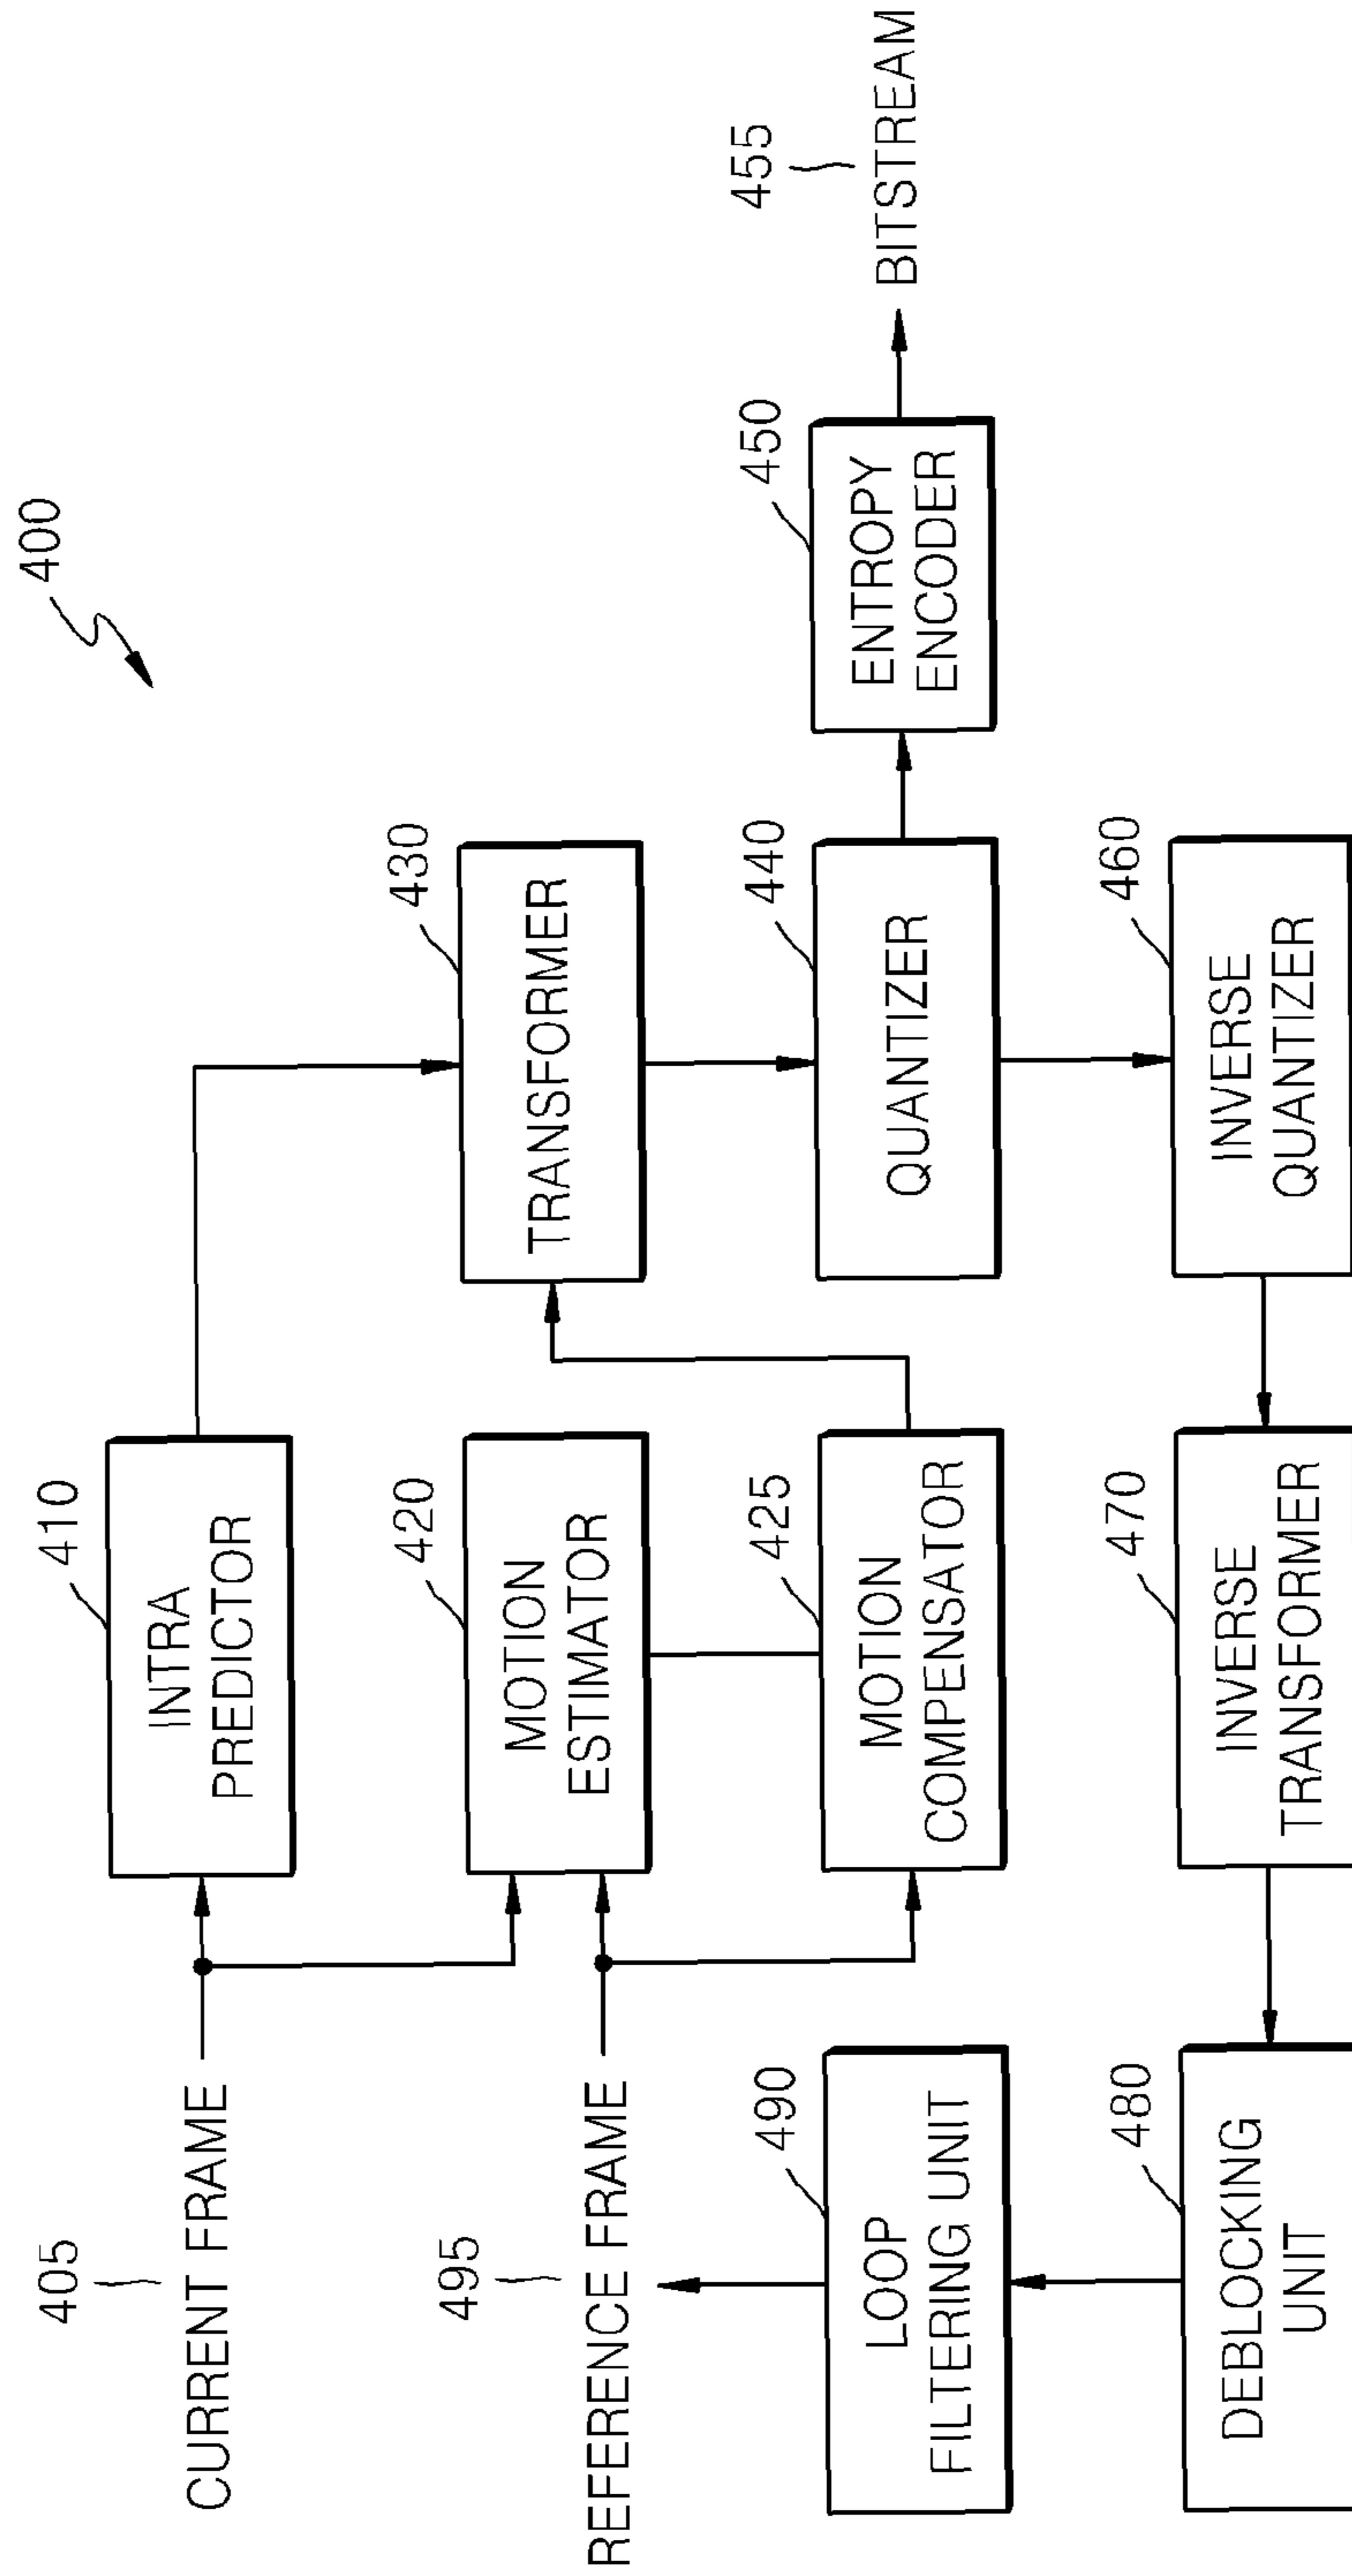 400
405
CURRENT FRAME
410
INTRA
PREDICTOR
495
REFERENCE FRAME
420
MOTION
ESTIMATOR
430
TRANSFORMER
490
LOOP
FILTERING UNIT
425
MOTION
COMPENSATOR
440
QUANTIZER
450
ENTROPY
ENCODER
455
BITSTREAM
480
DEBLOCKING
UNIT
470
INVERSE
TRANSFORMER
460
INVERSE
QUANTIZER